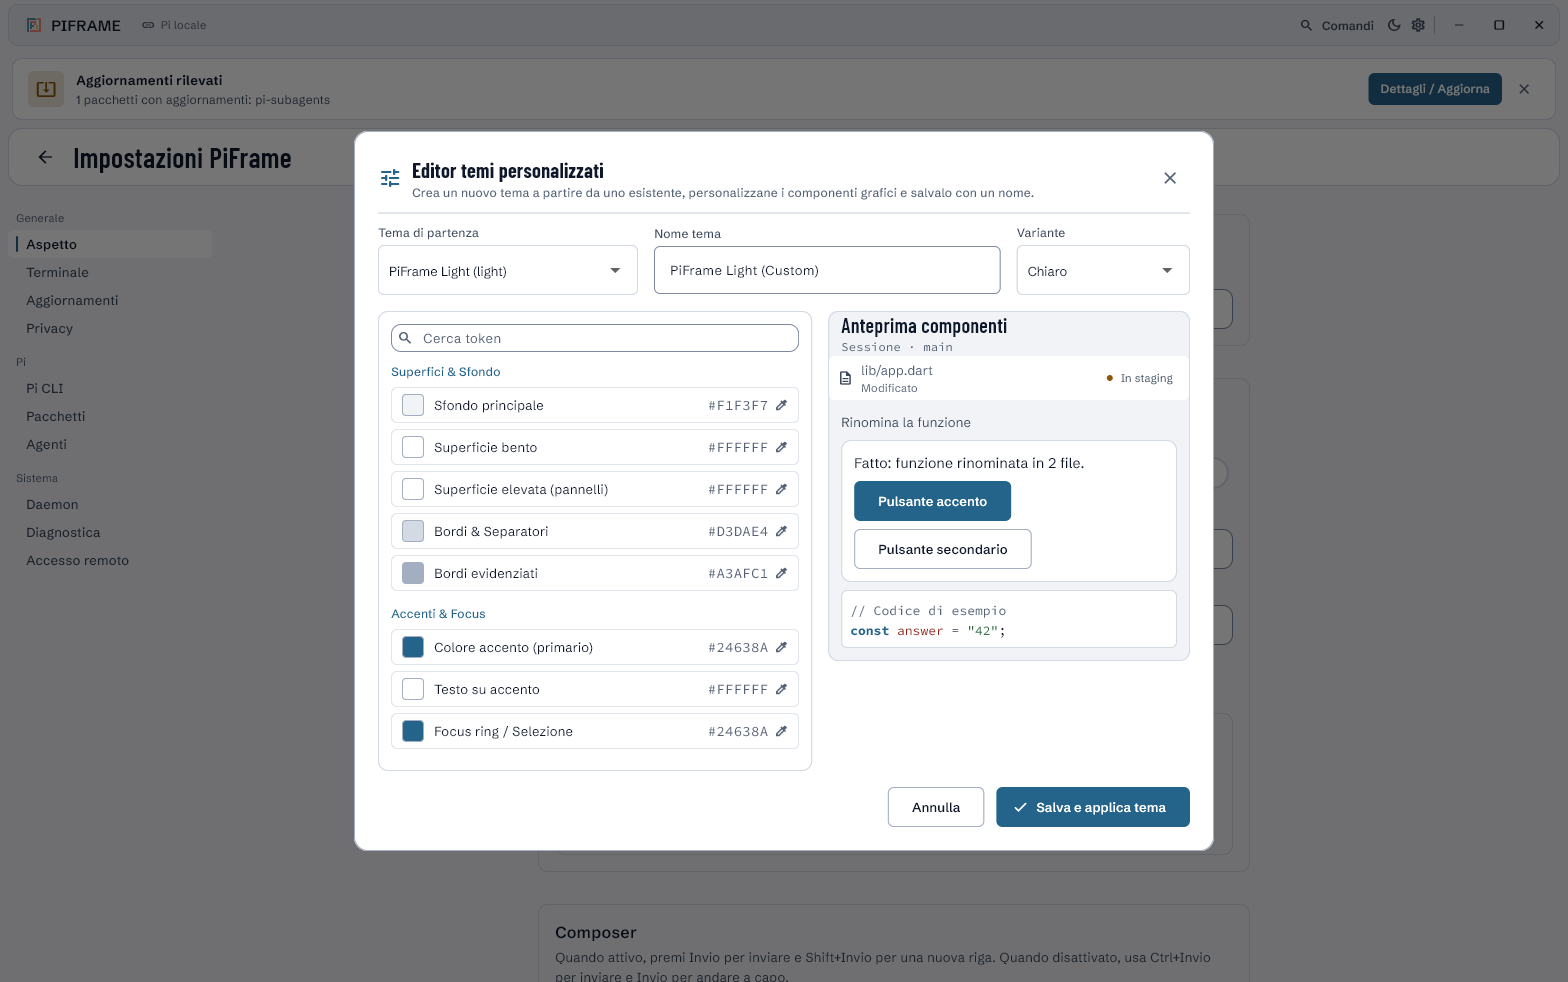 PIFRAME
Pi locale
Comandi
Aggiornamenti rilevati
1 pacchetti con aggiornamenti: pi-subagents
Dettagli / Aggiorna
Impostazioni PiFrame
Generale
Aspetto
Terminale
Aggiornamenti
Privacy
Pi
Pi CLI
Pacchetti
Agenti
Sistema
Daemon
Diagnostica
Accesso remoto
Editor temi personalizzati
Crea un nuovo tema a partire da uno esistente, personalizzane i componenti grafici e salvalo con un nome.
Tema di partenza
PiFrame Light (light)
Nome tema
PiFrame Light (Custom)
Variante
Chiaro
Cerca token
Superfici & Sfondo
Sfondo principale #F1F3F7
Superficie bento #FFFFFF
Superficie elevata (pannelli) #FFFFFF
Bordi & Separatori #D3DAE4
Bordi evidenziati #A3AFC1
Accenti & Focus
Colore accento (primario) #24638A
Testo su accento #FFFFFF
Focus ring / Selezione #24638A
Anteprima componenti
Sessione · main
lib/app.dart
Modificato
In staging
Rinomina la funzione
Fatto: funzione rinominata in 2 file.
Pulsante accento
Pulsante secondario
// Codice di esempio
const answer = "42";
Annulla
Salva e applica tema
Composer
Quando attivo, premi Invio per inviare e Shift+Invio per una nuova riga. Quando disattivato, usa Ctrl+Invio
per inviare e Invio per andare a capo.